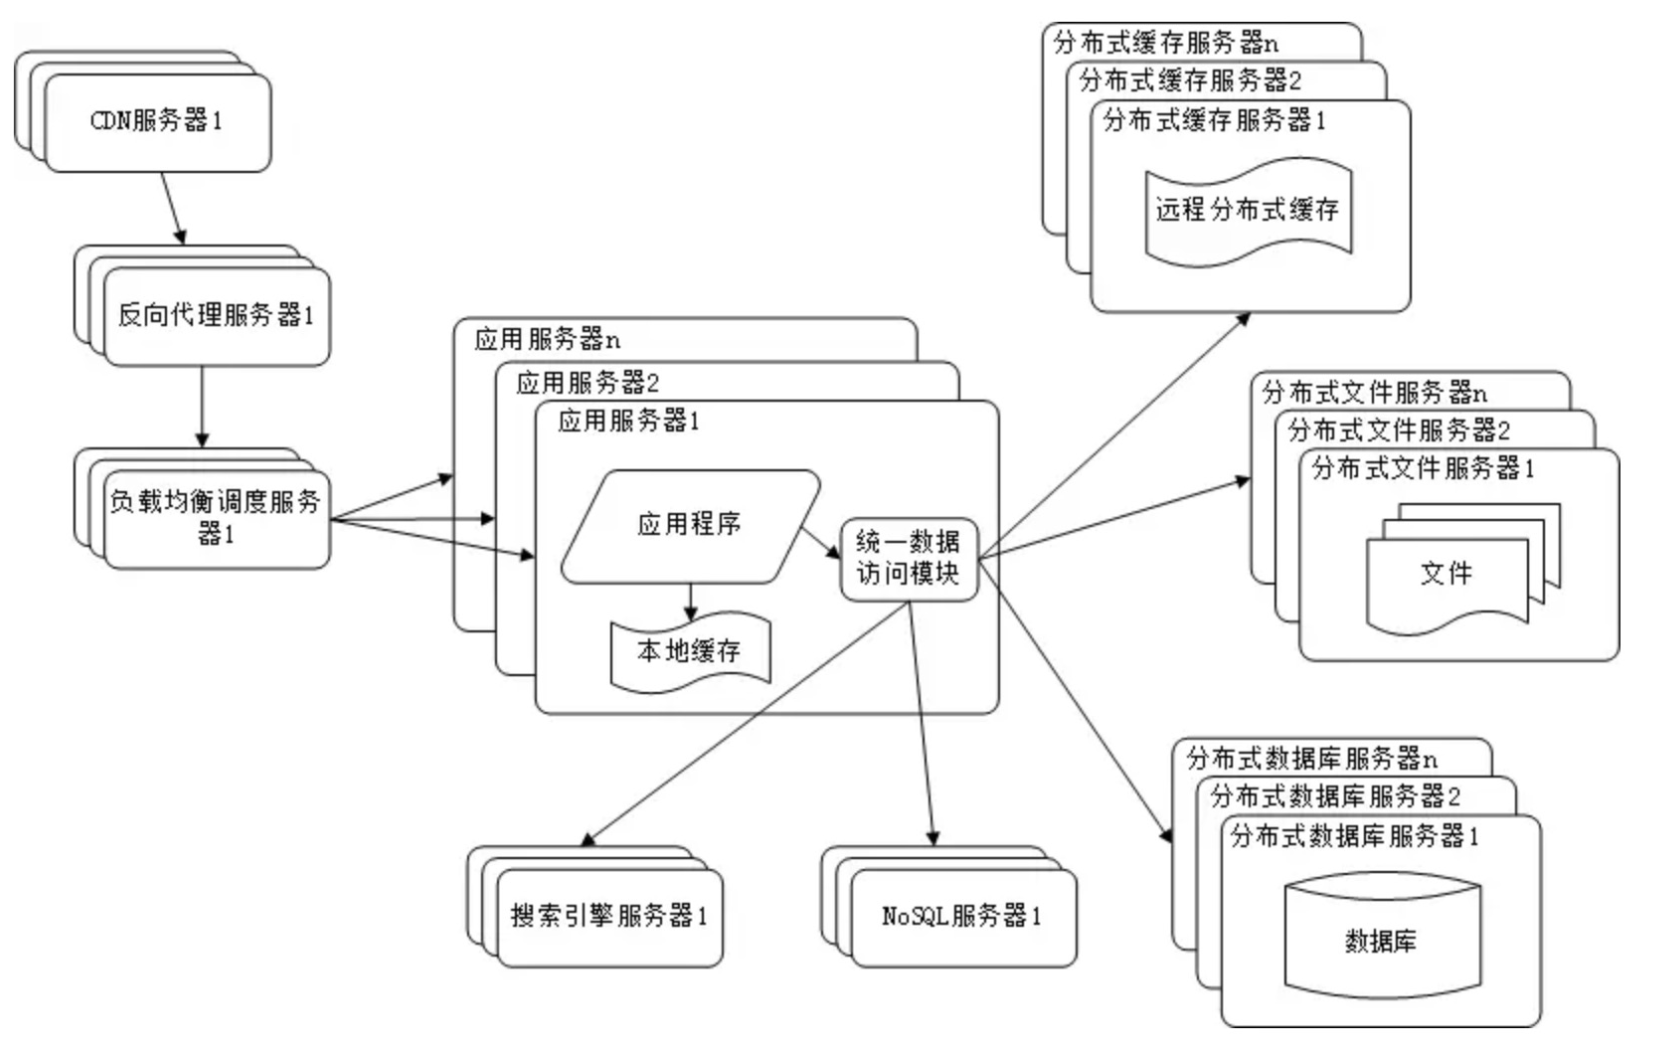 CDN服务器1
反向代理服务器1
负载均衡调度服务
器1
应用服务器n
应用服务器2
应用服务器1
应用程序
统一数据
访问模块
本地缓存
分布式缓存服务器n
分布式缓存服务器2
分布式缓存服务器1
远程分布式缓存
分布式文件服务器n
分布式文件服务器2
分布式文件服务器1
文件
分布式数据库服务器n
分布式数据库服务器2
分布式数据库服务器1
数据库
搜索引擎服务器1
NoSQL服务器1